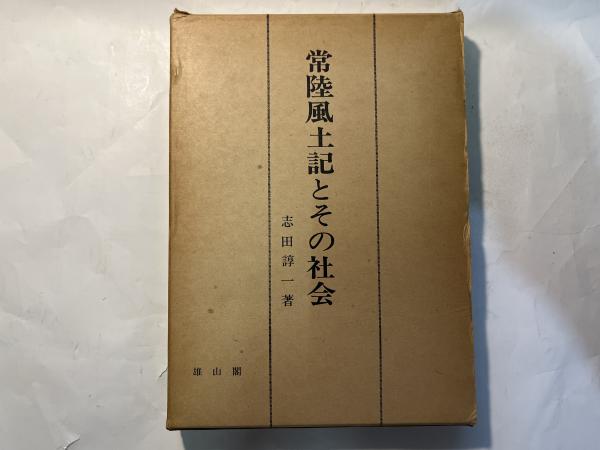 常陸風土記とその社会
志田諄一著
雄山閣